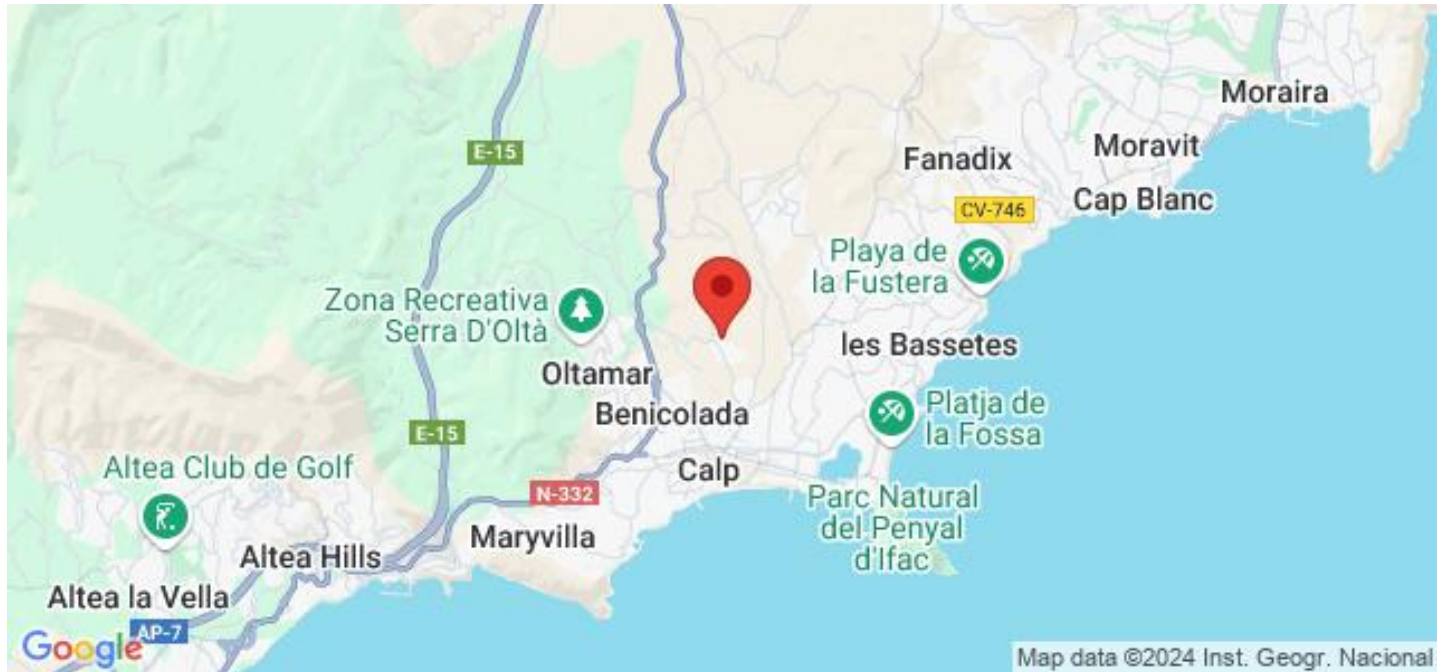 Moraira
E-15
Fanadix
Moravit
Cap Blanc
CV-746
Playa de
la Fustera
Zona Recreativa
Serra D'Oltà
les Bassetes
Oltamar
Benicolada
Platja de
la Fossa
E-15
Altea Club de Golf
Calp
N-332
Parc Natural
del Penyal
d'Ifac
Maryvilla
Altea Hills
Altea la Vella
AP-7
Google
Map data ©2024 Inst. Geogr. Nacional